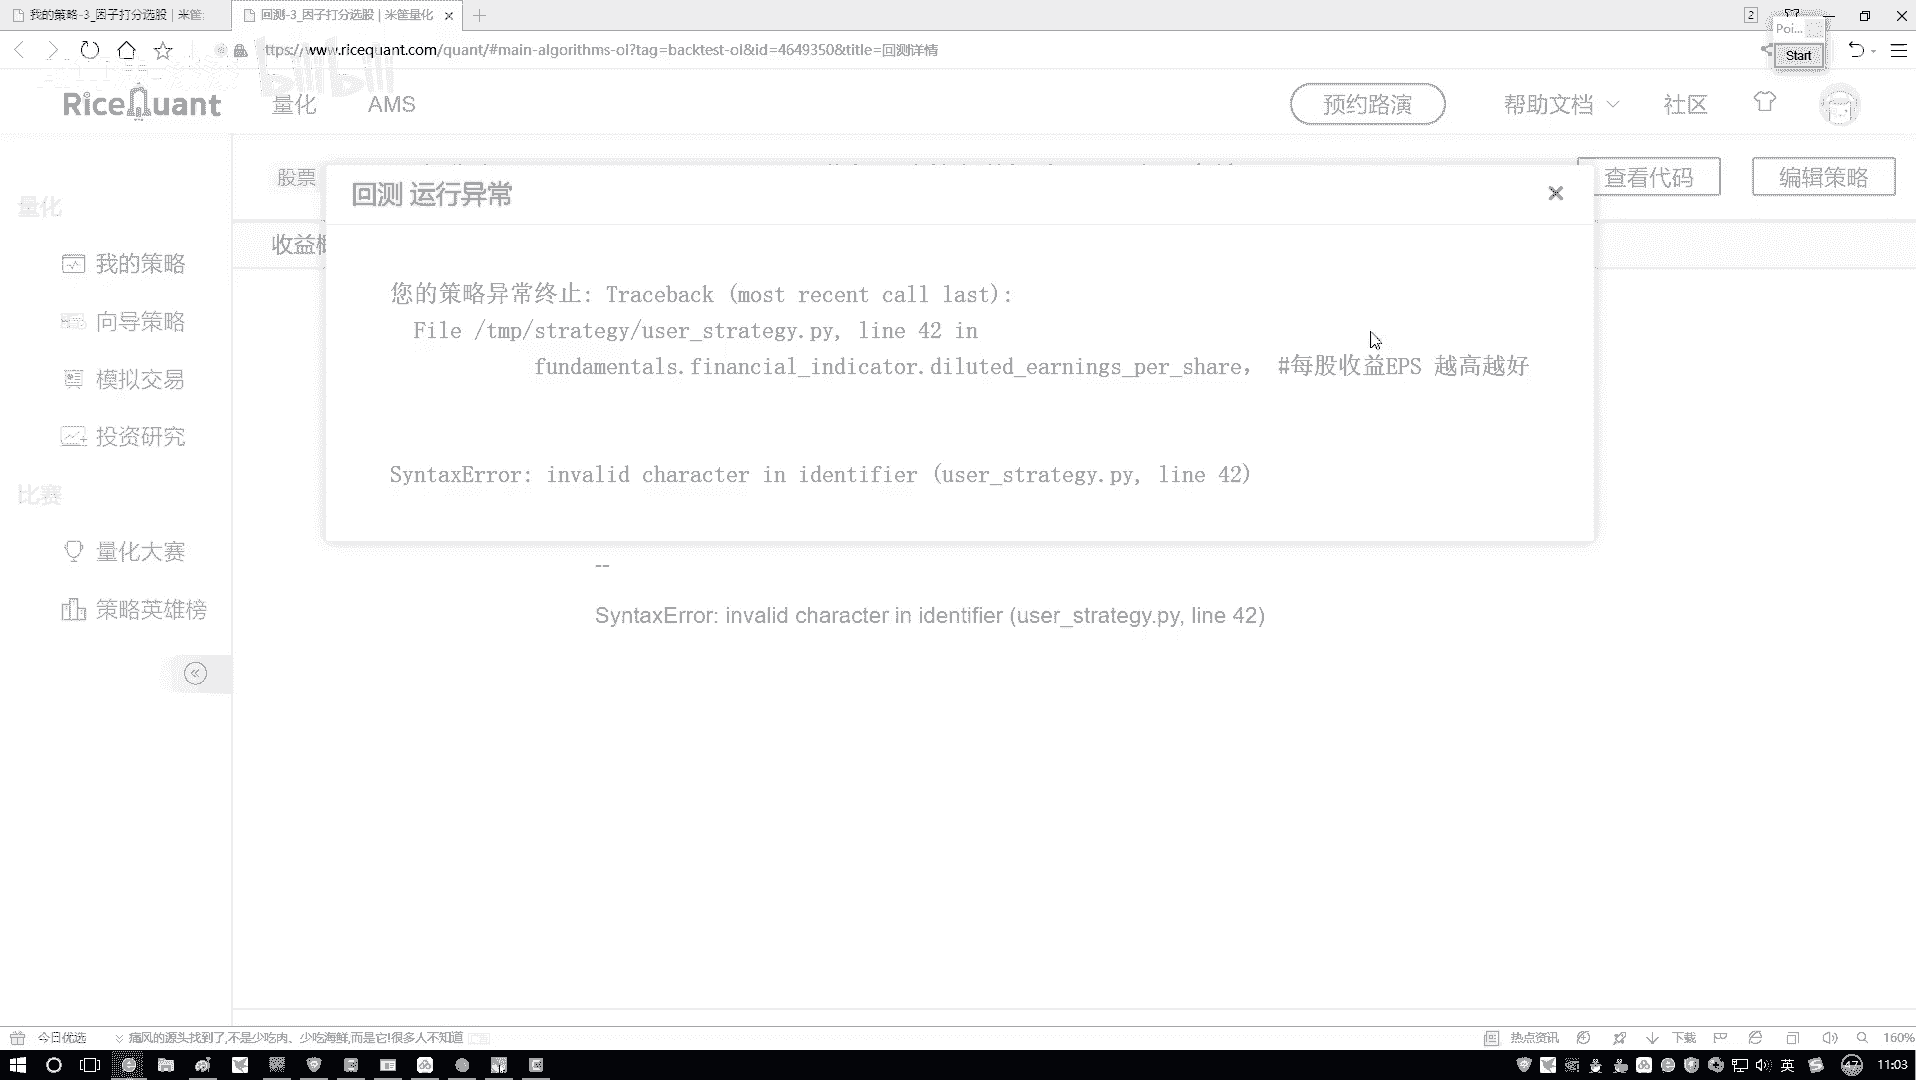 我的策略-3_因子打分选股 | 米筐
回测-3_因子打分选股 | 米筐量化
2
Poi...
ttps://www.ricequant.com/quant/#main-algorithms-ol?tag=backtest-ol&id=4649350&title=回测详情
Start
bilibili
RiceQuant
量化
AMS
预约路演
帮助文档
社区
股票
查看代码
编辑策略
回测 运行异常
量化
收益概
我的策略
您的策略异常终止: Traceback (most recent call last):
向导策略
File /tmp/strategy/user_strategy.py, line 42 in
fundamentals.financial_indicator.diluted_earnings_per_share， #每股收益EPS 越高越好
模拟交易
投资研究
SyntaxError: invalid character in identifier (user_strategy.py, line 42)
比赛
量化大赛
--
策略英雄榜
SyntaxError: invalid character in identifier (user_strategy.py, line 42)
今日优选
痛风的源头找到了,不是少吃肉、少吃海鲜,而是它!很多人不知道
热点资讯
下载
160%
英
47
11:03